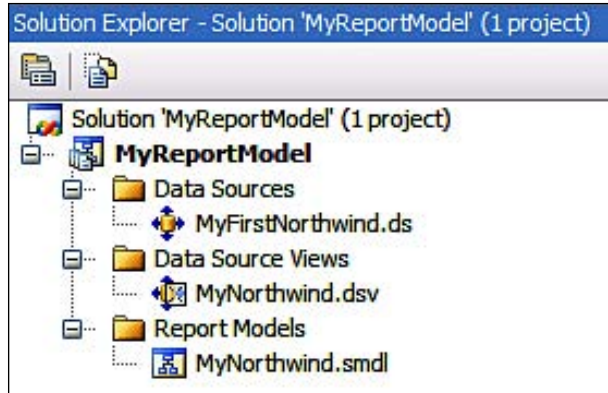 Solution Explorer - Solution 'MyReportModel' (1 project)
Solution 'MyReportModel' (1 project)
MyReportModel
Data Sources
MyFirstNorthwind.ds
Data Source Views
MyNorthwind.dsv
Report Models
MyNorthwind.smdl